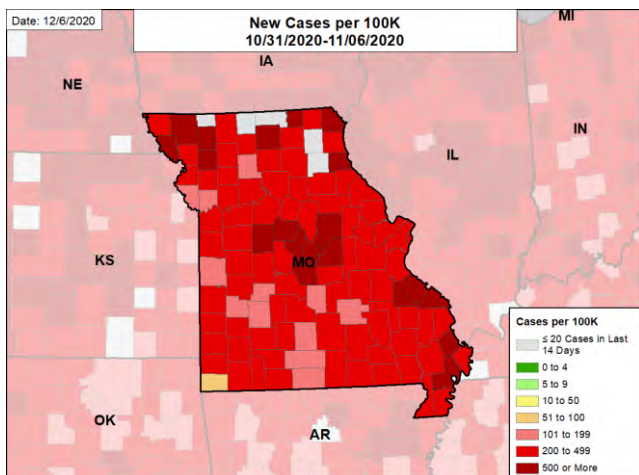 Date: 12/6/2020
New Cases per 100K
10/31/2020-11/06/2020
MI
IA
NE
IN
IL
KS
MO
OK
AR
Cases per 100K
≤ 20 Cases in Last
14 Days
0 to 4
5 to 9
10 to 50
51 to 100
101 to 199
200 to 499
500 or More